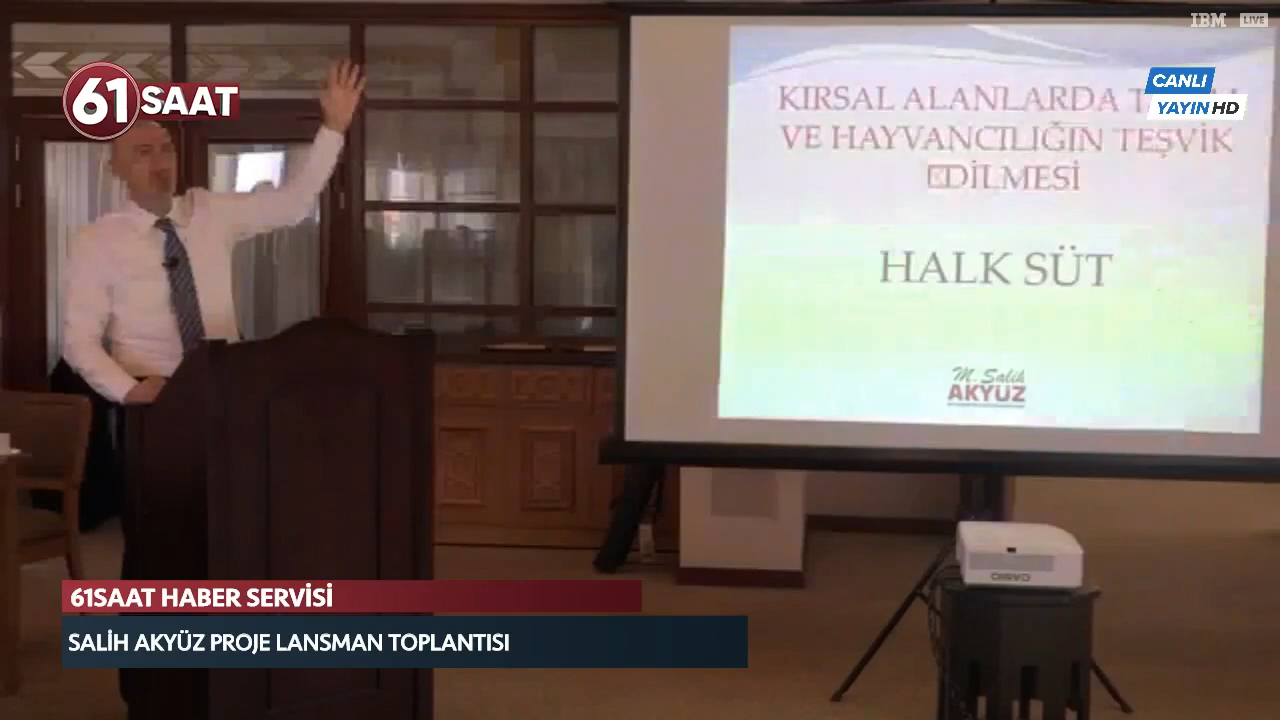 IBM LIVE
61SAAT
CANLI
YAYIN HD
KIRSAL ALANLARDA
VE HAYVANCILIĞIN TEŞVİK
EDİLMESİ
HALK SÜT
M. Salih
AKYÜZ
61SAAT HABER SERVİSİ
SALİH AKYÜZ PROJE LANSMAN TOPLANTISI